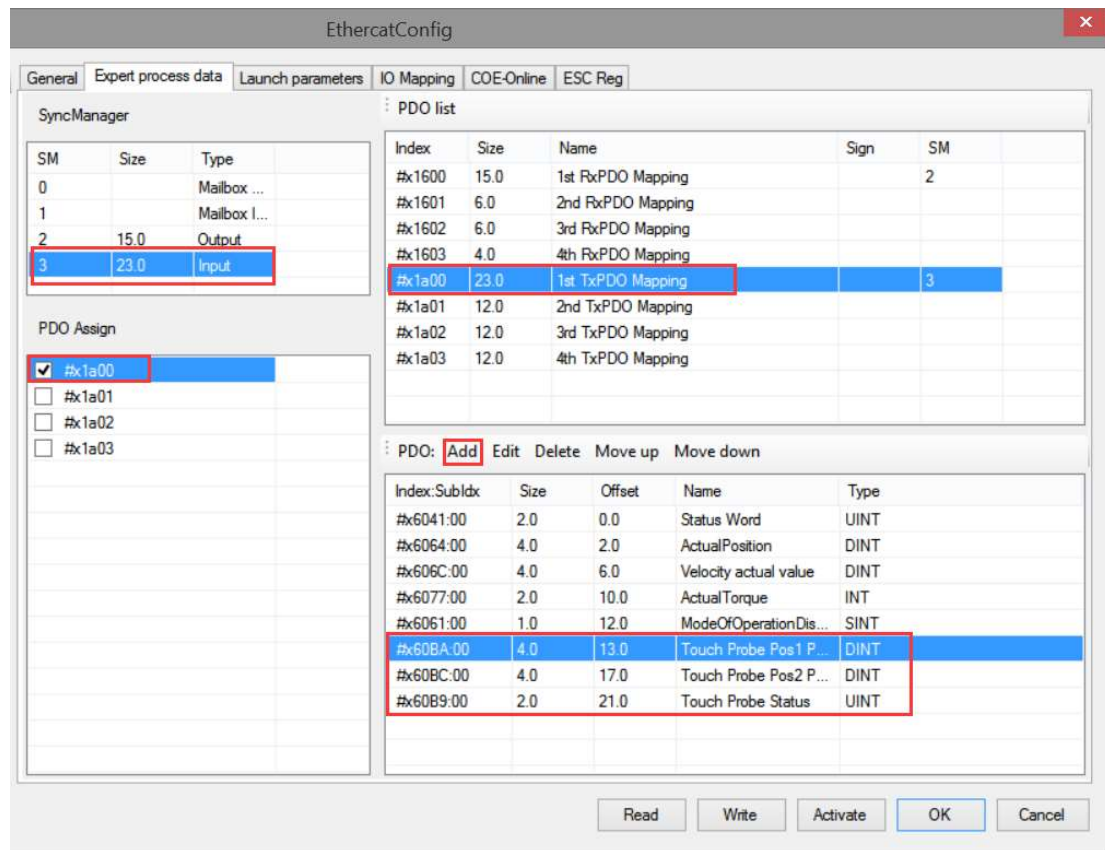 EthercatConfig
General Expert process data Launch parameters IO Mapping COE-Online ESC Reg
SyncManager
SM Size Type
0 Mailbox ...
1 Mailbox I...
2 15.0 Output
3 23.0 Input
PDO Assign
#x1a00
#x1a01
#x1a02
#x1a03
PDO list
Index Size Name Sign SM
#x1600 15.0 1st RxPDO Mapping 2
#x1601 6.0 2nd RxPDO Mapping
#x1602 6.0 3rd RxPDO Mapping
#x1603 4.0 4th RxPDO Mapping
#x1a00 23.0 1st TxPDO Mapping 3
#x1a01 12.0 2nd TxPDO Mapping
#x1a02 12.0 3rd TxPDO Mapping
#x1a03 12.0 4th TxPDO Mapping
PDO: Add Edit Delete Move up Move down
Index:SubIdx Size Offset Name Type
#x6041:00 2.0 0.0 Status Word UINT
#x6064:00 4.0 2.0 ActualPosition DINT
#x606C:00 4.0 6.0 Velocity actual value DINT
#x6077:00 2.0 10.0 ActualTorque INT
#x6061:00 1.0 12.0 ModeOfOperationDis... SINT
#x60BA:00 4.0 13.0 Touch Probe Pos1 P... DINT
#x60BC:00 4.0 17.0 Touch Probe Pos2 P... DINT
#x60B9:00 2.0 21.0 Touch Probe Status UINT
Read Write Activate OK Cancel